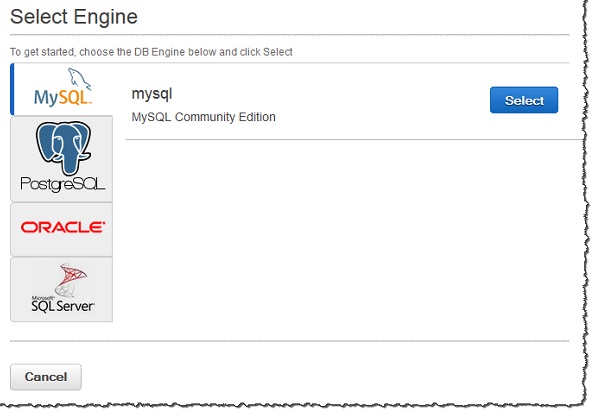 Select Engine
To get started, choose the DB Engine below and click Select
MySQL
mysql
Select
MySQL Community Edition
PostgreSQL
ORACLE
Microsoft
SQL Server
Cancel